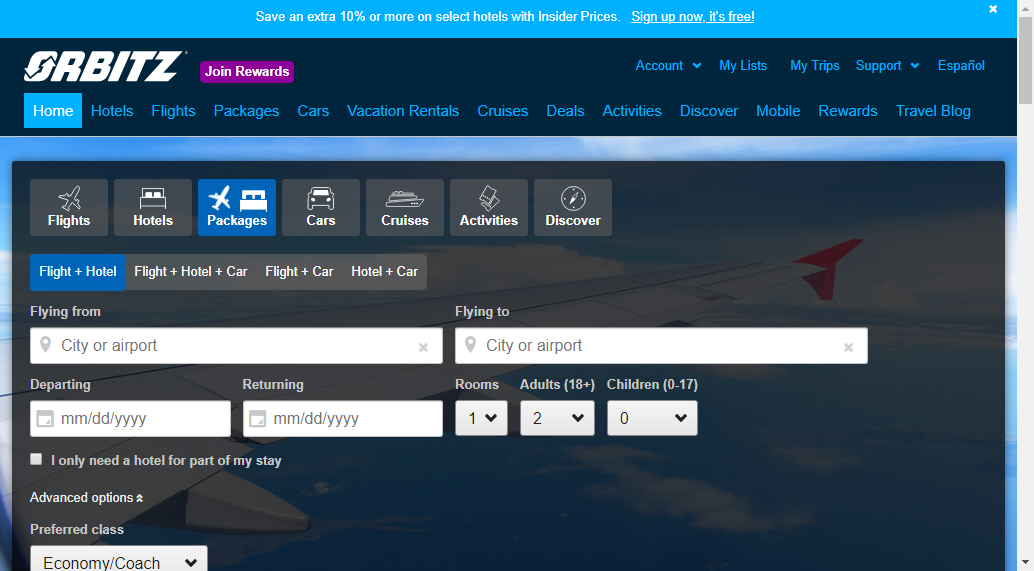 Save an extra 10% or more on select hotels with Insider Prices. Sign up now, it's free!
ORBITZ Join Rewards
Account My Lists My Trips Support Español
Home Hotels Flights Packages Cars Vacation Rentals Cruises Deals Activities Discover Mobile Rewards Travel Blog
Flights Hotels Packages Cars Cruises Activities Discover
Flight + Hotel Flight + Hotel + Car Flight + Car Hotel + Car
Flying from Flying to
City or airport City or airport
Departing Returning Rooms Adults (18+) Children (0-17)
mm/dd/yyyy mm/dd/yyyy 1 2 0
I only need a hotel for part of my stay
Advanced options
Preferred class
Economy/Coach